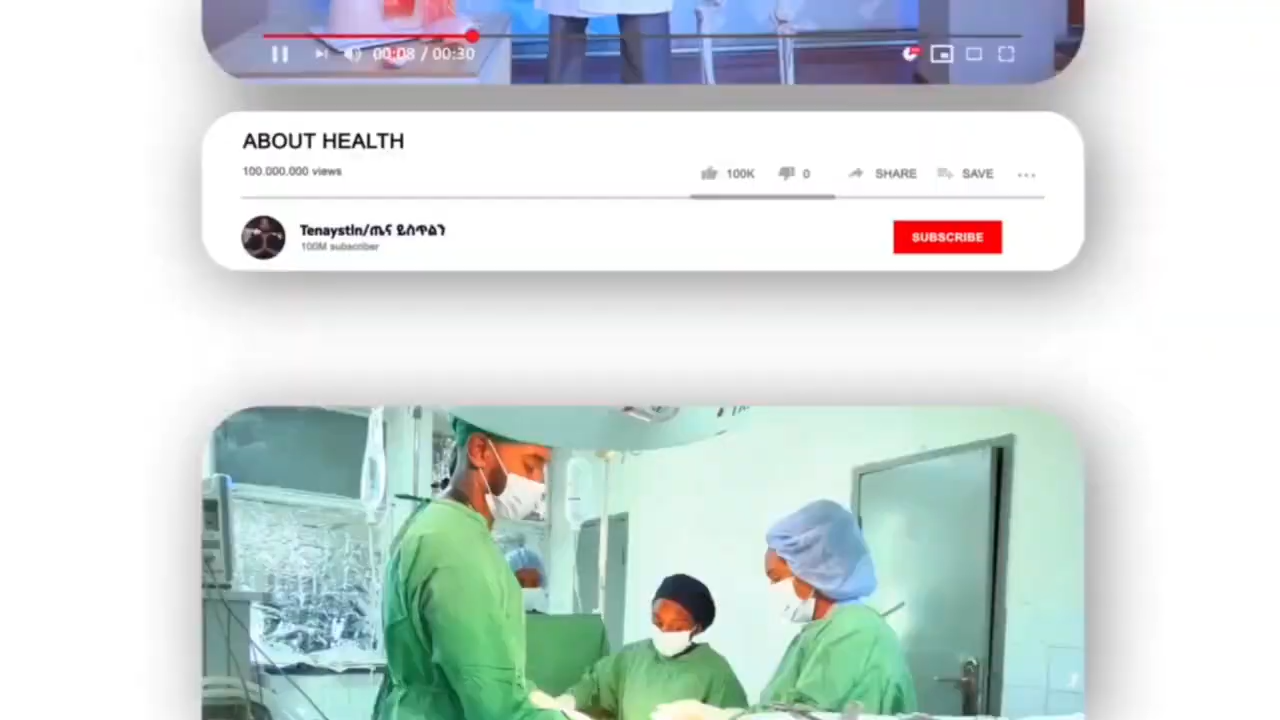 00:08 / 00:30
ABOUT HEALTH
100.000.000 views
100K
0
SHARE
SAVE
Tenaystin/ጤና ይስጥልኝ
100M subscriber
SUBSCRIBE